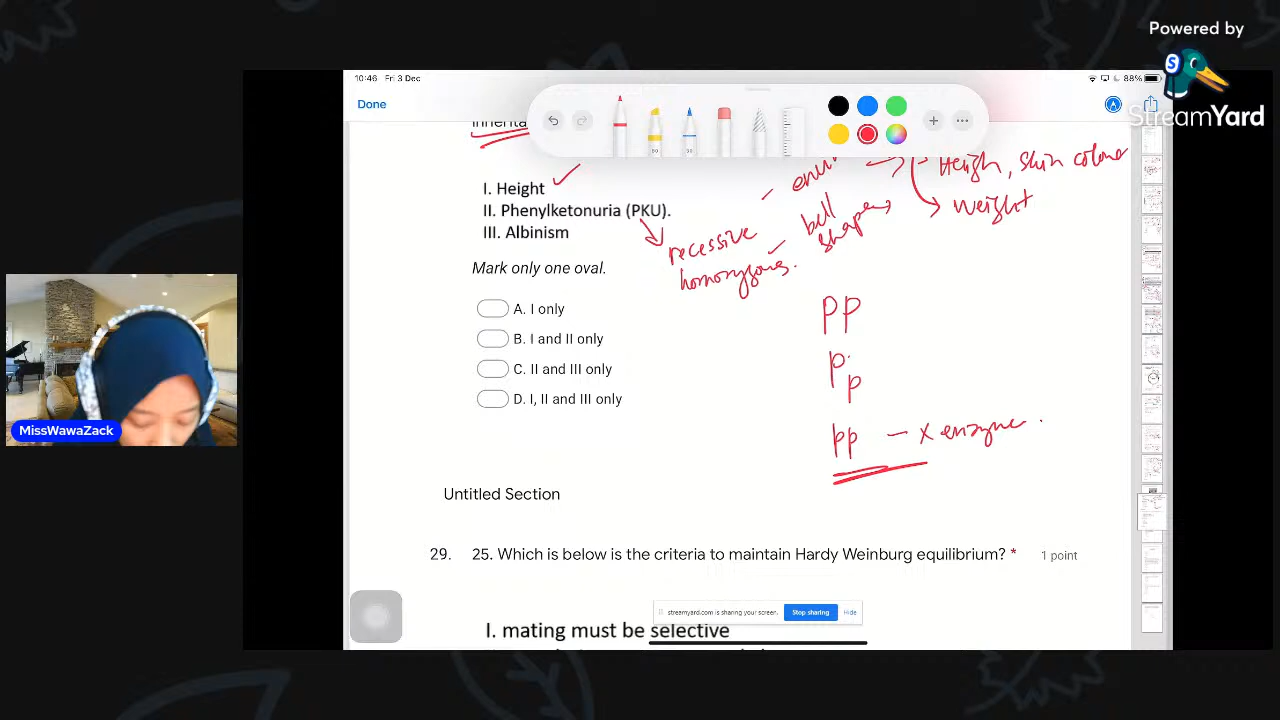 Powered by
StreamYard
10:46 Fri 3 Dec
88%
Done
Inherita
I. Height
Height, skin colour
weight
II. Phenylketonuria (PKU).
bell
shape
III. Albinism
recessive
homozygous.
Mark only one oval.
A. I only
PP
B. I and II only
C. II and III only
Pp
D. I, II and III only
pp - x enzyme.
MissWawaZack
Untitled Section
29. 25. Which is below is the criteria to maintain Hardy Weinburg equilibrium? * 1 point
streamyard.com is sharing your screen. Stop sharing Hide
I. mating must be selective